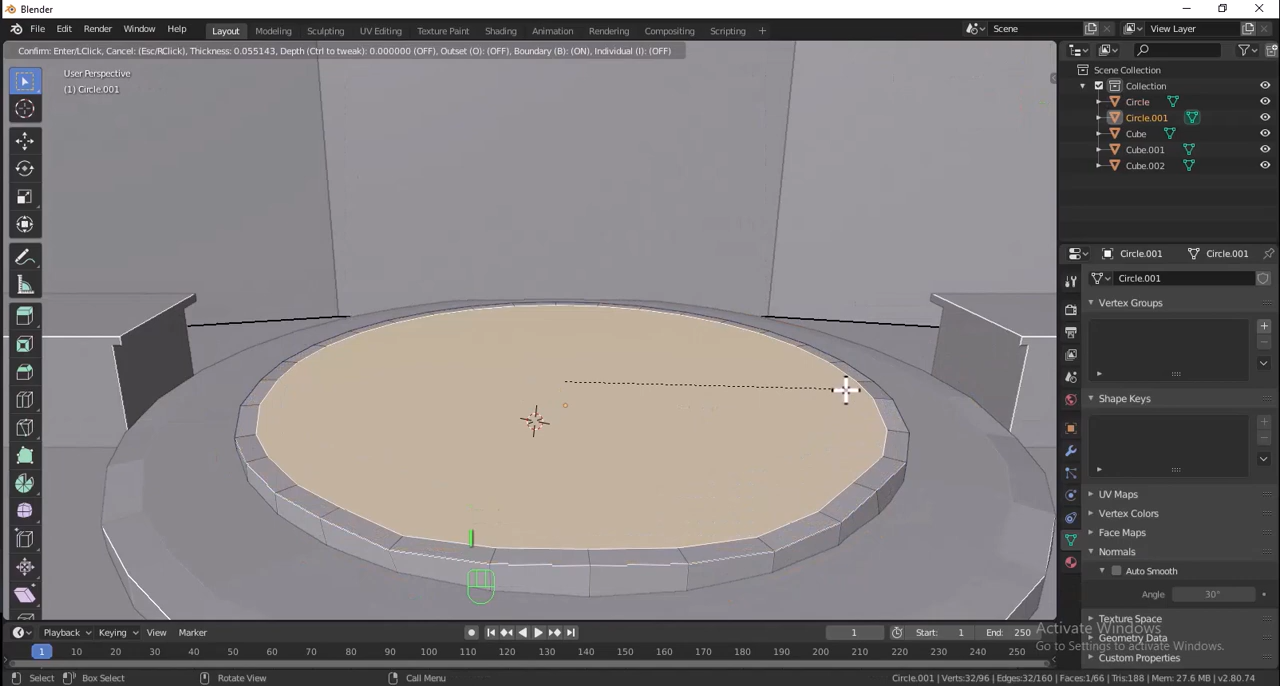 Blender
File Edit Render Window Help Layout Modeling Sculpting UV Editing Texture Paint Shading Animation Rendering Compositing Scripting + Scene View Layer
Confirm: Enter/LClick, Cancel: (Esc/RClick), Thickness: 0.055143, Depth (Ctrl to tweak): 0.000000 (OFF), Outset (O): (OFF), Boundary (B): (ON), Individual (I): (OFF)
User Perspective
(1) Circle.001
Scene Collection
Collection
Circle
Circle.001
Cube
Cube.001
Cube.002
Circle.001 Circle.001
Circle.001
Vertex Groups
Shape Keys
UV Maps
Vertex Colors
Face Maps
Normals
Auto Smooth
Angle 30°
Texture Space
Geometry Data
Custom Properties
I
Activate Windows
Go to Settings to activate Windows.
Playback Keying View Marker 1 Start: 1 End: 250
1 10 20 30 40 50 60 70 80 90 100 110 120 130 140 150 160 170 180 190 200 210 220 230 240 250
Select Box Select Rotate View Call Menu Circle.001 | Verts:32/96 | Edges:32/160 | Faces:1/66 | Tris:188 | Mem: 27.6 MB | v2.80.74